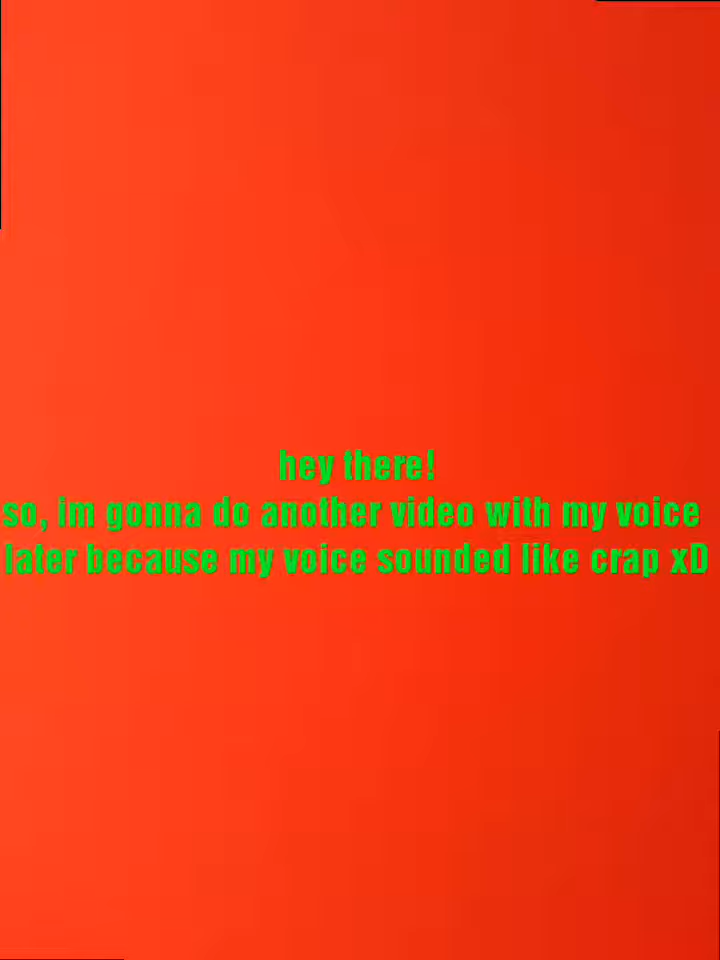 hey there!
so, im gonna do another video with my voice
later because my voice sounded like crap xD